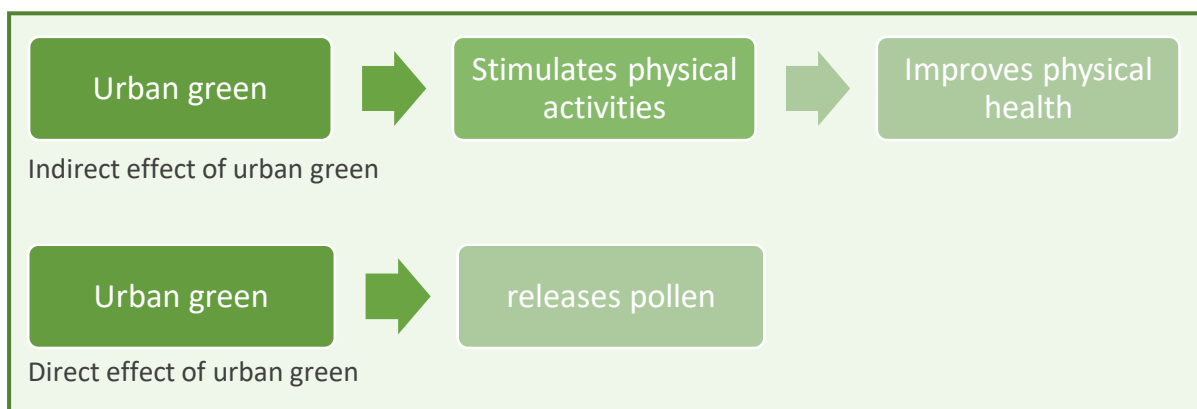 Urban green
Stimulates physical
activities
Improves physical
health
Indirect effect of urban green
Urban green
releases pollen
Direct effect of urban green